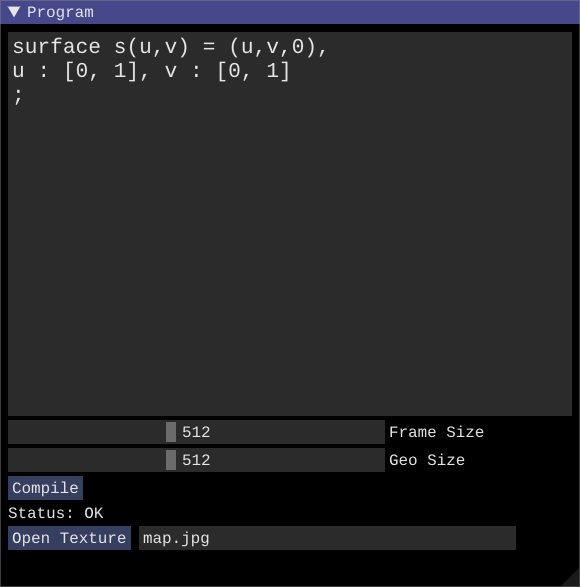 Program
surface s(u,v) = (u,v,0),
u : [0, 1], v : [0, 1]
;
512 Frame Size
512 Geo Size
Compile
Status: OK
Open Texture map.jpg